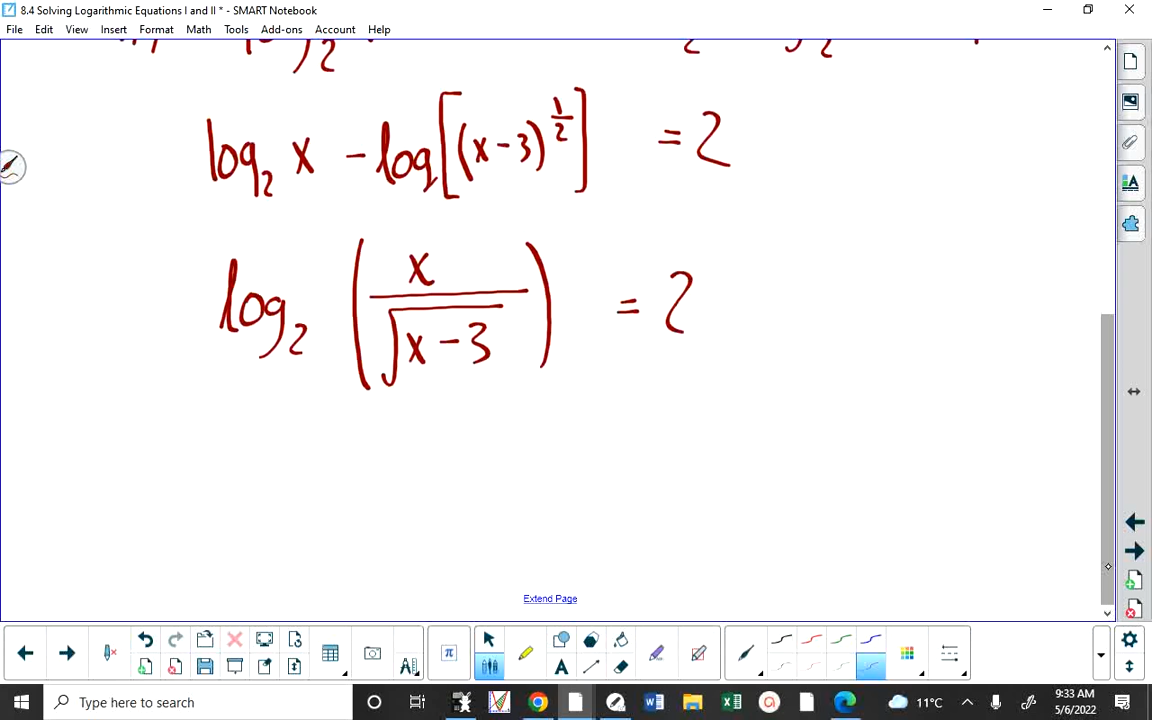 8.4 Solving Logarithmic Equations I and II * - SMART Notebook
File Edit View Insert Format Math Tools Add-ons Account Help
log₂ x - log[(x-3)^(1/2)] = 2
log₂ (x / √(x-3)) = 2
Extend Page
π
A
Type here to search
11°C
9:33 AM
5/6/2022